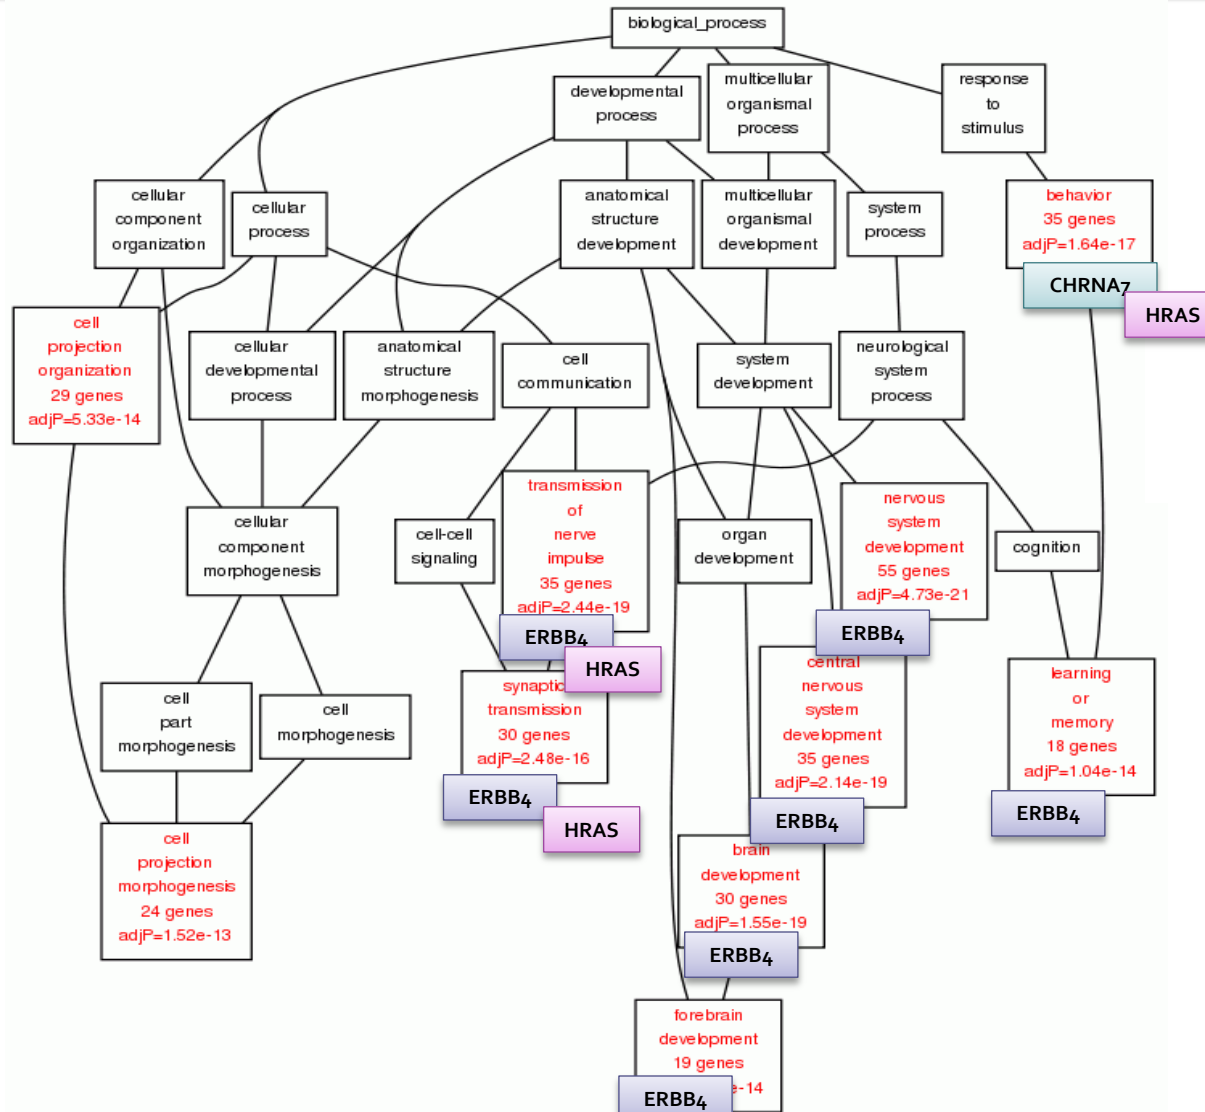 biological_process
developmental
process
multicellular
organismal
process
response
to
stimulus
cellular
component
organization
cellular
process
anatomical
structure
development
multicellular
organismal
development
system
process
behavior
35 genes
adjP=1.64e-17
CHRNA7
HRAS
cell
projection
organization
29 genes
adjP=5.33e-14
cellular
developmental
process
anatomical
structure
morphogenesis
cell
communication
system
development
neurological
system
process
transmission
of
nerve
impulse
35 genes
adjP=2.44e-19
ERBB4
HRAS
nervous
system
development
55 genes
adjP=4.73e-21
ERBB4
cellular
component
morphogenesis
cell-cell
signaling
organ
development
cognition
synaptic
transmission
30 genes
adjP=2.48e-16
ERBB4
HRAS
central
nervous
system
development
35 genes
adjP=2.14e-19
ERBB4
learning
or
memory
18 genes
adjP=1.04e-14
ERBB4
cell
part
morphogenesis
cell
morphogenesis
cell
projection
morphogenesis
24 genes
adjP=1.52e-13
brain
development
30 genes
adjP=1.55e-19
ERBB4
forebrain
development
19 genes
e-14
ERBB4